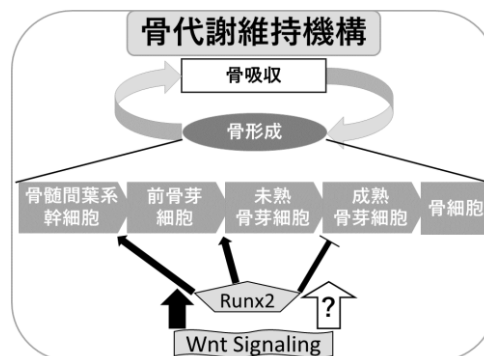 骨代謝維持機構
骨吸収
骨形成
骨髄間葉系
幹細胞
前骨芽
細胞
未熟
骨芽細胞
成熟
骨芽細胞
骨細胞
Runx2
?
Wnt Signaling